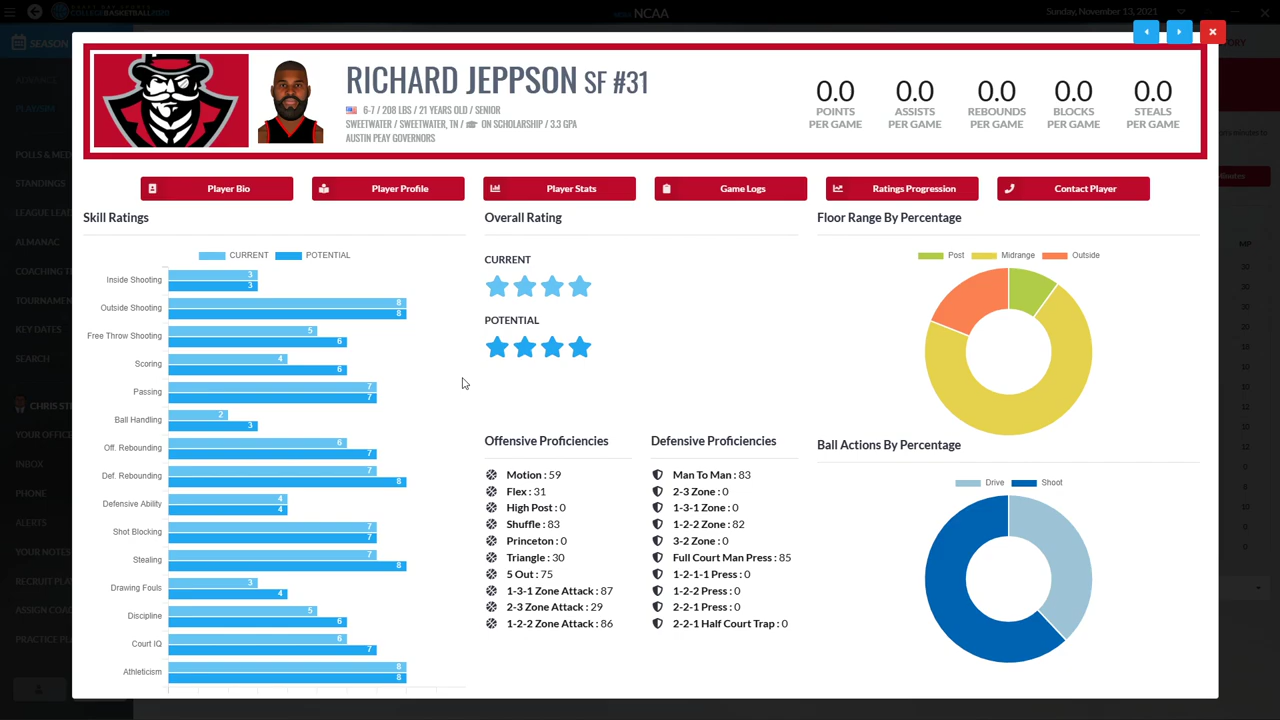 NCAA
Sunday, November 13, 2021
SEASON
RICHARD JEPPSON SF #31
6-7 / 208 LBS / 21 YEARS OLD / SENIOR
SWEETWATER / SWEETWATER, TN / ON SCHOLARSHIP / 3.3 GPA
AUSTIN PEAY GOVERNORS
0.0 0.0 0.0 0.0 0.0
POINTS ASSISTS REBOUNDS BLOCKS STEALS
PER GAME PER GAME PER GAME PER GAME PER GAME
Player Bio Player Profile Player Stats Game Logs Ratings Progression Contact Player
Skill Ratings
CURRENT POTENTIAL
Inside Shooting 3 3
Outside Shooting 8 8
Free Throw Shooting 5 6
Scoring 4 6
Passing 7 7
Ball Handling 2 3
Off. Rebounding 6 7
Def. Rebounding 7 8
Defensive Ability 4 4
Shot Blocking 7 7
Stealing 7 8
Drawing Fouls 3 4
Discipline 5 6
Court IQ 6 7
Athleticism 8 8
Overall Rating
CURRENT
POTENTIAL
Offensive Proficiencies
Motion : 59
Flex : 31
High Post : 0
Shuffle : 83
Princeton : 0
Triangle : 30
5 Out : 75
1-3-1 Zone Attack : 87
2-3 Zone Attack : 29
1-2-2 Zone Attack : 86
Defensive Proficiencies
Man To Man : 83
2-3 Zone : 0
1-3-1 Zone : 0
1-2-2 Zone : 82
3-2 Zone : 0
Full Court Man Press : 85
1-2-1-1 Press : 0
1-2-2 Press : 0
2-2-1 Press : 0
2-2-1 Half Court Trap : 0
Floor Range By Percentage
Post Midrange Outside
Ball Actions By Percentage
Drive Shoot
STANDINGS
ALMANAC
KEY DATES
SEARCH
INBOX
PHONE
ALERTS
YOUR NOTES
MP